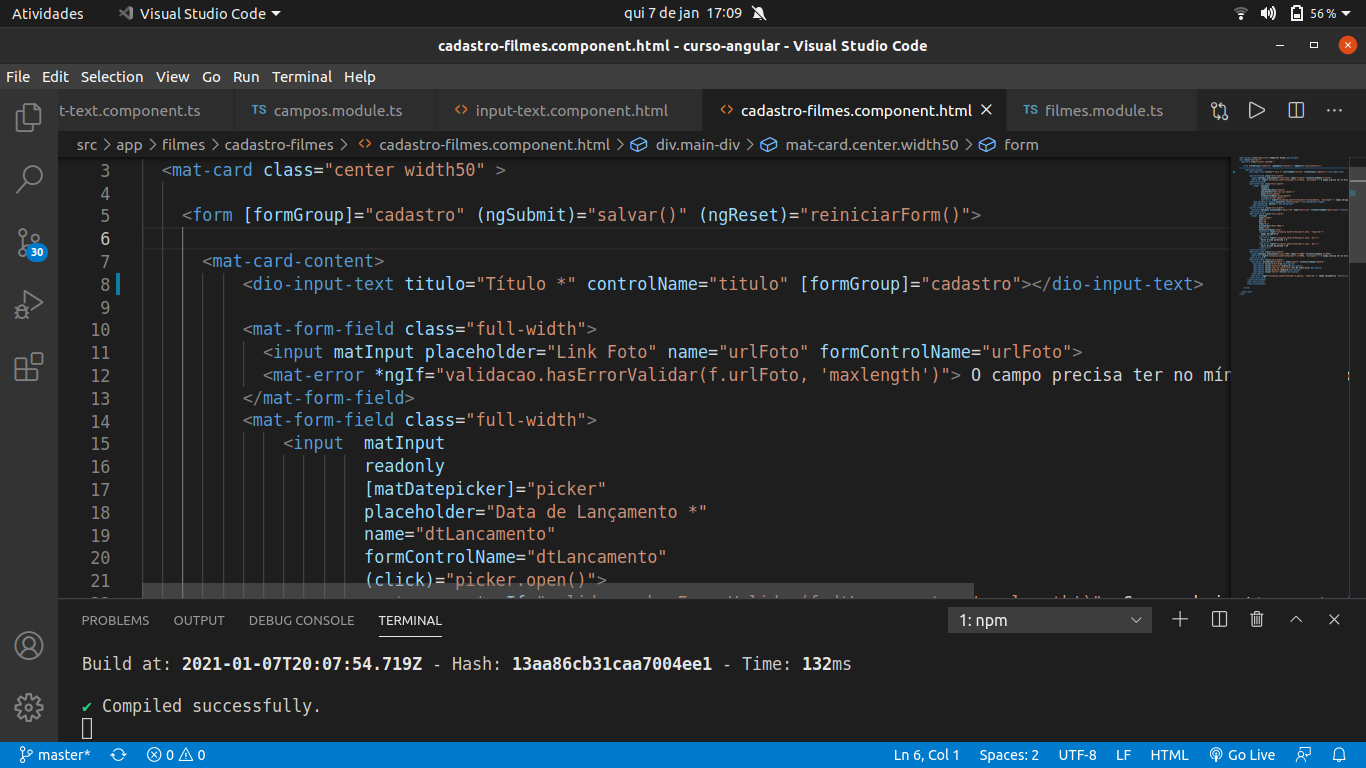 Atividades Visual Studio Code qui 7 de jan 17:09 56 %
cadastro-filmes.component.html - curso-angular - Visual Studio Code
File Edit Selection View Go Run Terminal Help
t-text.component.ts TS campos.module.ts <> input-text.component.html <> cadastro-filmes.component.html TS filmes.module.ts
src > app > filmes > cadastro-filmes > <> cadastro-filmes.component.html > div.main-div > mat-card.center.width50 > form
3 <mat-card class="center width50" >
4
5 <form [formGroup]="cadastro" (ngSubmit)="salvar()" (ngReset)="reiniciarForm()">
6
7 <mat-card-content>
8 <dio-input-text titulo="Título *" controlName="titulo" [formGroup]="cadastro"></dio-input-text>
9
10 <mat-form-field class="full-width">
11 <input matInput placeholder="Link Foto" name="urlFoto" formControlName="urlFoto">
12 <mat-error *ngIf="validacao.hasErrorValidar(f.urlFoto, 'maxlength')"> O campo precisa ter no mín
13 </mat-form-field>
14 <mat-form-field class="full-width">
15 <input matInput
16 readonly
17 [matDatepicker]="picker"
18 placeholder="Data de Lançamento *"
19 name="dtLancamento"
20 formControlName="dtLancamento"
21 (click)="picker.open()">
PROBLEMS OUTPUT DEBUG CONSOLE TERMINAL 1: npm
Build at: 2021-01-07T20:07:54.719Z - Hash: 13aa86cb31caa7004ee1 - Time: 132ms
✔ Compiled successfully.
30
master* 0 0 Ln 6, Col 1 Spaces: 2 UTF-8 LF HTML Go Live